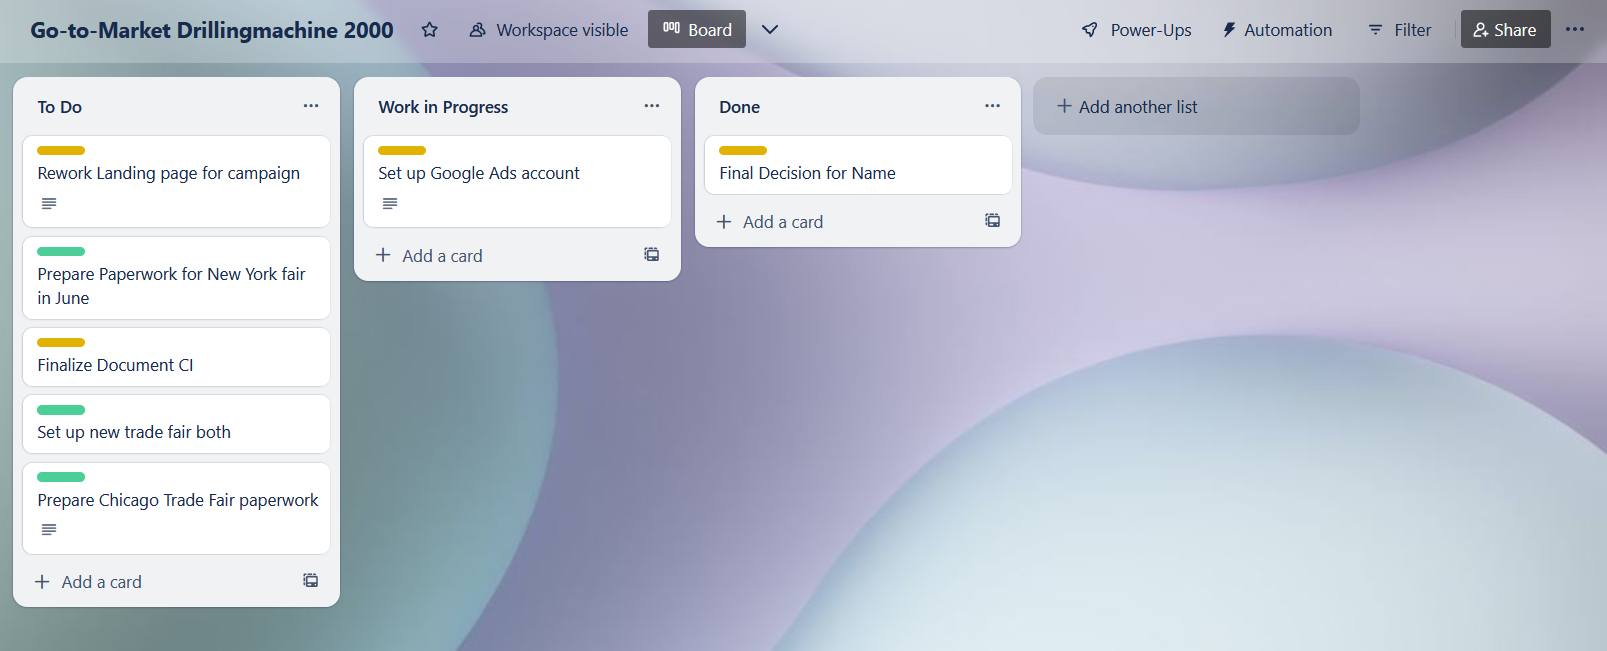 Go-to-Market Drillingmachine 2000
Workspace visible
Board
Power-Ups
Automation
Filter
Share
To Do
Rework Landing page for campaign
Prepare Paperwork for New York fair
in June
Finalize Document CI
Set up new trade fair both
Prepare Chicago Trade Fair paperwork
Add a card
Work in Progress
Set up Google Ads account
Add a card
Done
Final Decision for Name
Add a card
Add another list